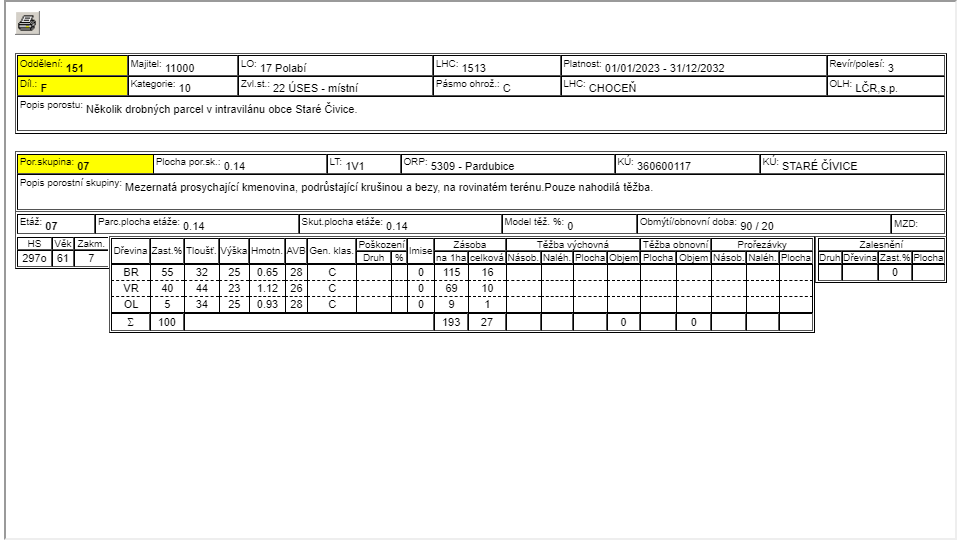 Oddělení: 151 Majitel: 11000 LO: 17 Polabí LHC: 1513 Platnost: 01/01/2023 - 31/12/2032 Revír/polesí: 3
Díl.: F Kategorie: 10 Zvl.st.: 22 ÚSES - místní Pásmo ohrož.: C LHC: CHOCEŇ OLH: LČR,s.p.
Popis porostu: Několik drobných parcel v intravilánu obce Staré Čívice.
Por.skupina: 07 Plocha por.sk.: 0.14 LT: 1V1 ORP: 5309 - Pardubice KÚ: 360600117 KÚ: STARÉ ČÍVICE
Popis porostní skupiny: Mezernatá prosychající kmenovina, podrůstající krušinou a bezy, na rovinatém terénu.Pouze nahodilá těžba.
Etáž: 07 Parc.plocha etáže: 0.14 Skut.plocha etáže: 0.14 Model těž. %: 0 Obmýtí/obnovní doba: 90 / 20 MZD:
HS Věk Zakm. Dřevina Zast.% Tloušť. Výška Hmotn. AVB Gen. klas. Poškození Imise Zásoba Těžba výchovná Těžba obnovní Prořezávky Zalesnění
297o 61 7 Druh % na 1ha celková Násob. Naléh. Plocha Objem Plocha Objem Násob. Naléh. Plocha Druh Dřevina Zast.% Plocha
BR 55 32 25 0.65 28 C 0 115 16 0
VR 40 44 23 1.12 26 C 0 69 10
OL 5 34 25 0.93 28 C 0 9 1
Σ 100 193 27 0 0